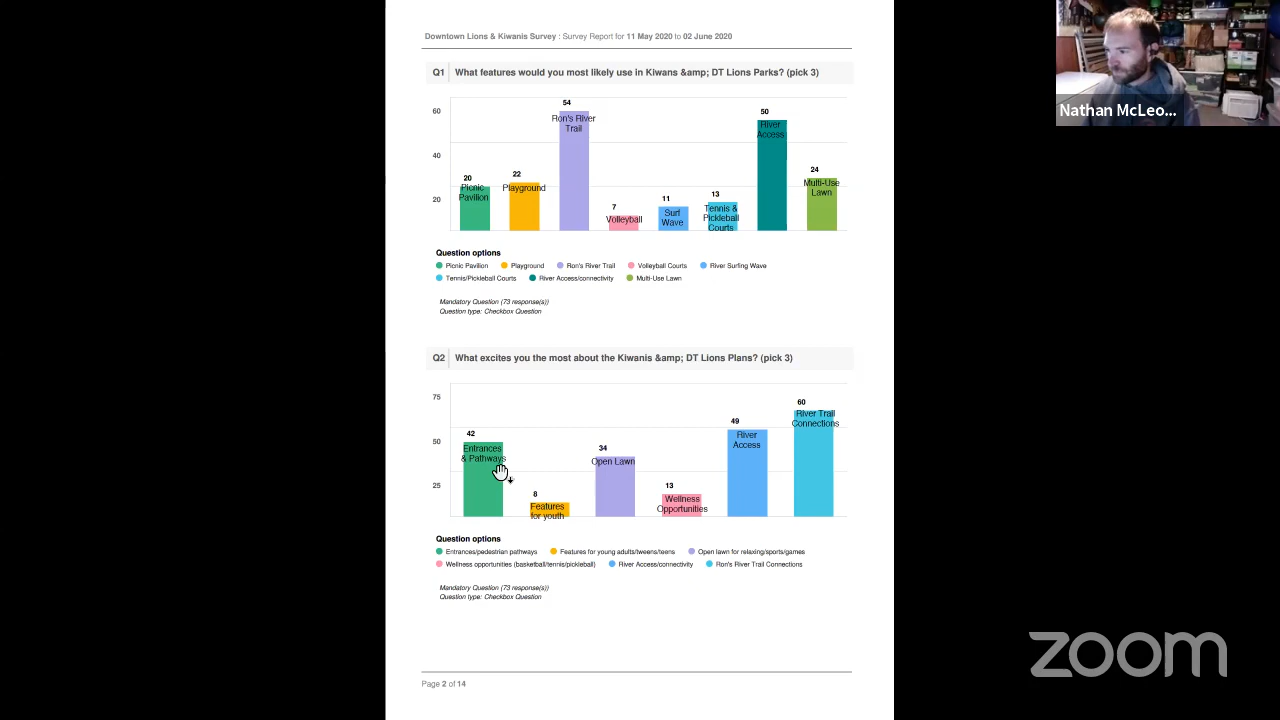 Downtown Lions & Kiwanis Survey : Survey Report for 11 May 2020 to 02 June 2020
Q1 What features would you most likely use in Kiwans &amp; DT Lions Parks? (pick 3)
60
40
20
20
Picnic
Pavilion
22
Playground
54
Ron's River
Trail
7
Volleyball
11
Surf
Wave
13
Tennis &
Pickleball
Courts
50
River
Access
24
Multi-Use
Lawn
Question options
Picnic Pavilion Playground Ron's River Trail Volleyball Courts River Surfing Wave
Tennis/Pickleball Courts River Access/connectivity Multi-Use Lawn
Mandatory Question (73 response(s))
Question type: Checkbox Question
Q2 What excites you the most about the Kiwanis &amp; DT Lions Plans? (pick 3)
75
50
25
42
Entrances
& Pathways
8
Features
for youth
34
Open Lawn
13
Wellness
Opportunities
49
River
Access
60
River Trail
Connections
Question options
Entrances/pedestrian pathways Features for young adults/tweens/teens Open lawn for relaxing/sports/games
Wellness opportunities (basketball/tennis/pickleball) River Access/connectivity Ron's River Trail Connections
Mandatory Question (73 response(s))
Question type: Checkbox Question
Page 2 of 14
Nathan McLeo...
zoom